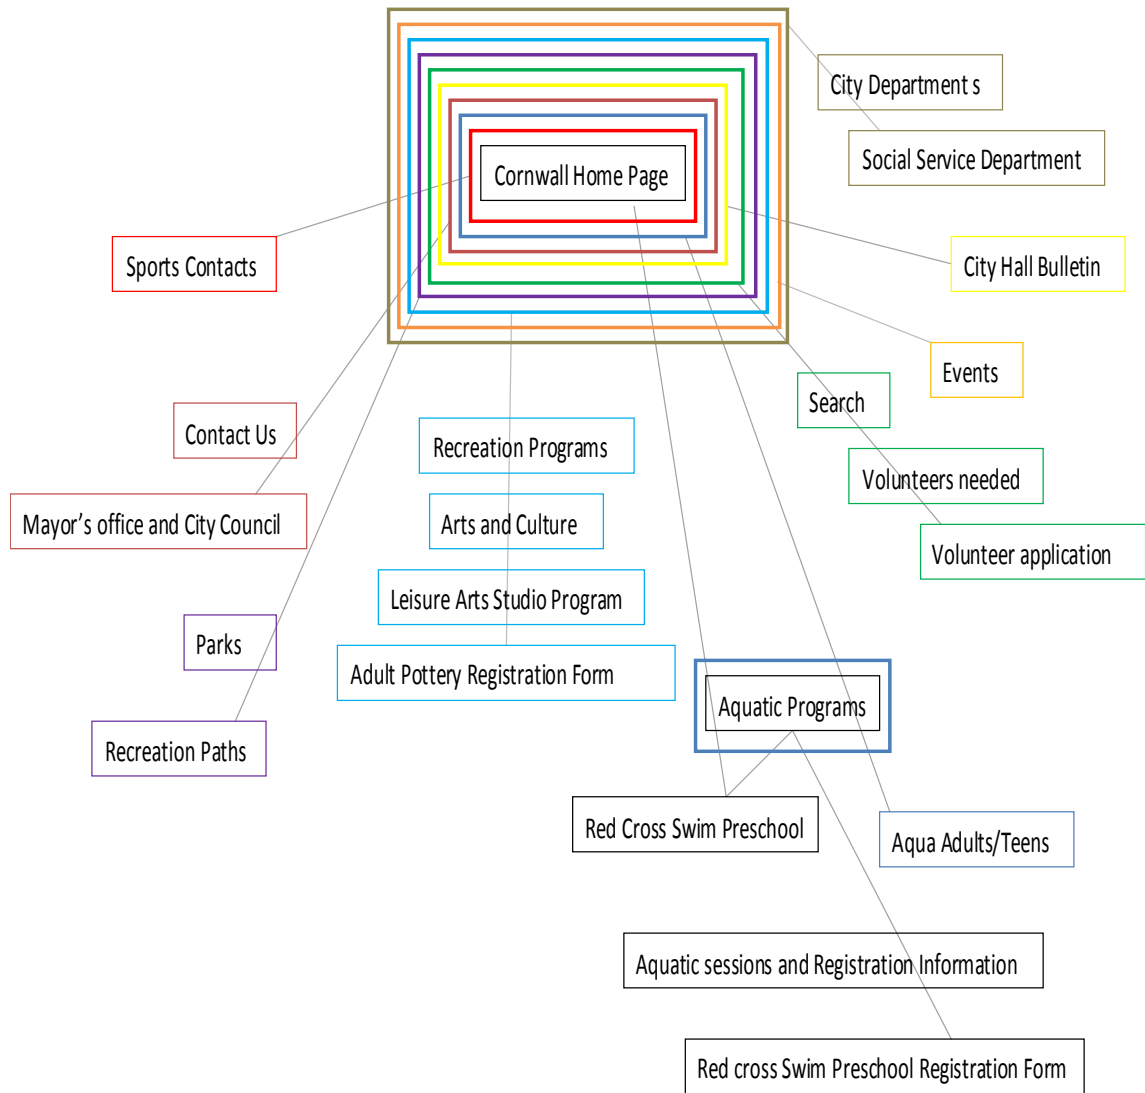 City Department s
Social Service Department
Cornwall Home Page
Sports Contacts
City Hall Bulletin
Events
Search
Contact Us
Recreation Programs
Volunteers needed
Mayor's office and City Council
Arts and Culture
Volunteer application
Leisure Arts Studio Program
Parks
Adult Pottery Registration Form
Aquatic Programs
Recreation Paths
Red Cross Swim Preschool
Aqua Adults/Teens
Aquatic sessions and Registration Information
Red cross Swim Preschool Registration Form